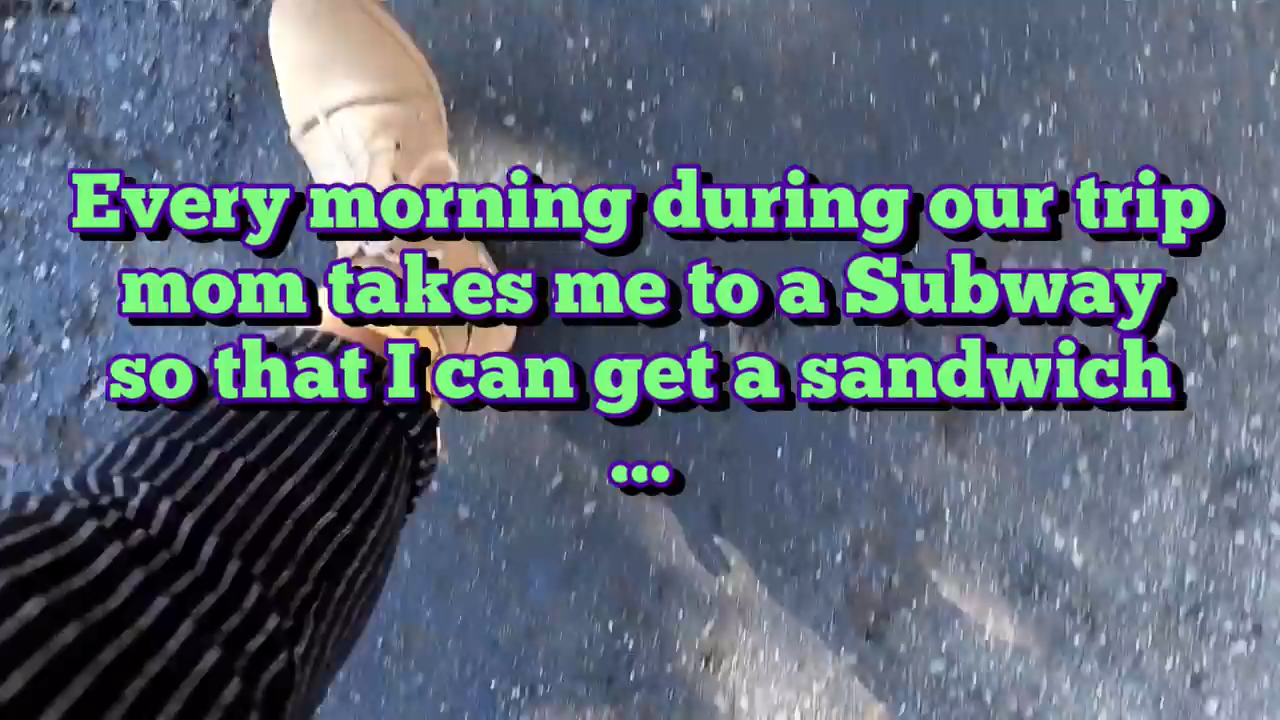 Every morning during our trip
mom takes me to a Subway
so that I can get a sandwich
...